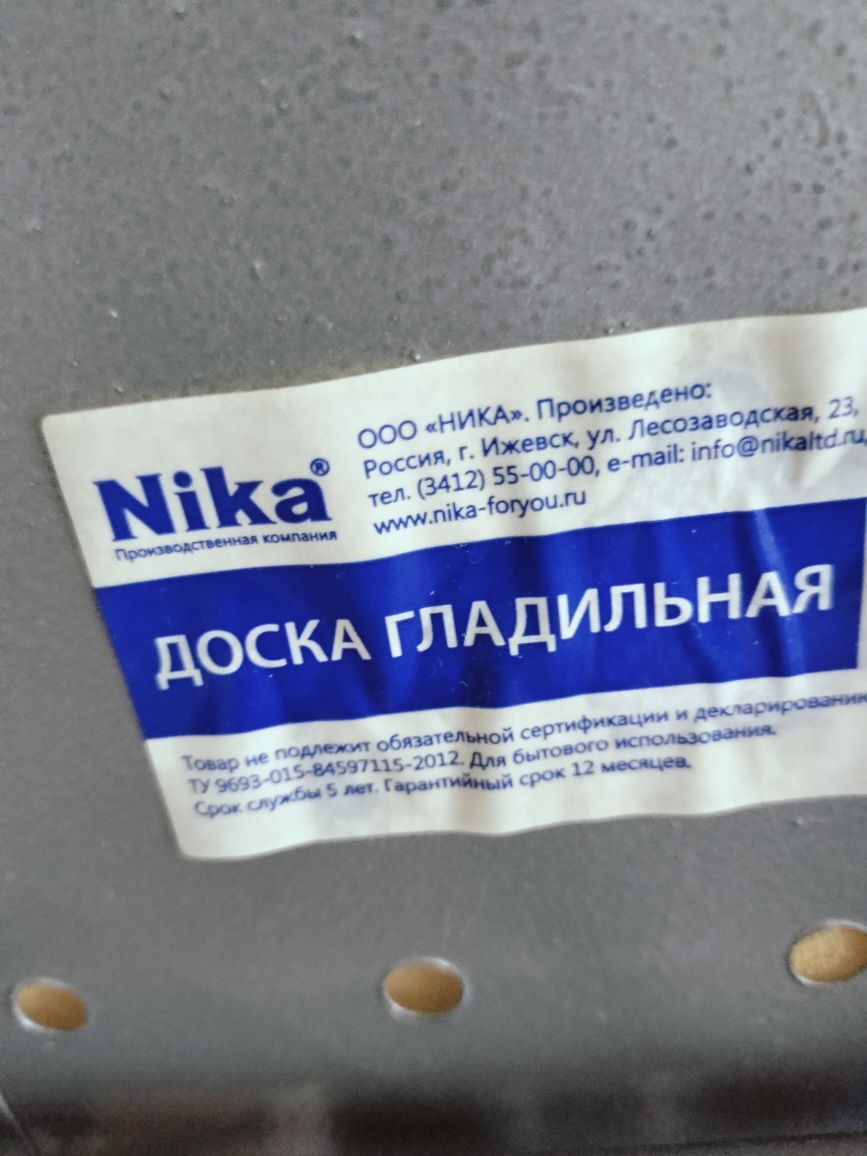 Nika®
Производственная компания
ООО «НИКА». Произведено:
Россия, г. Ижевск, ул. Лесозаводская, 23,
тел. (3412) 55-00-00, e-mail: info@nikaltd.ru,
www.nika-foryou.ru
ДОСКА ГЛАДИЛЬНАЯ
Товар не подлежит обязательной сертификации и декларировани
ТУ 9693-015-84597115-2012. Для бытового использования.
Срок службы 5 лет. Гарантийный срок 12 месяцев.